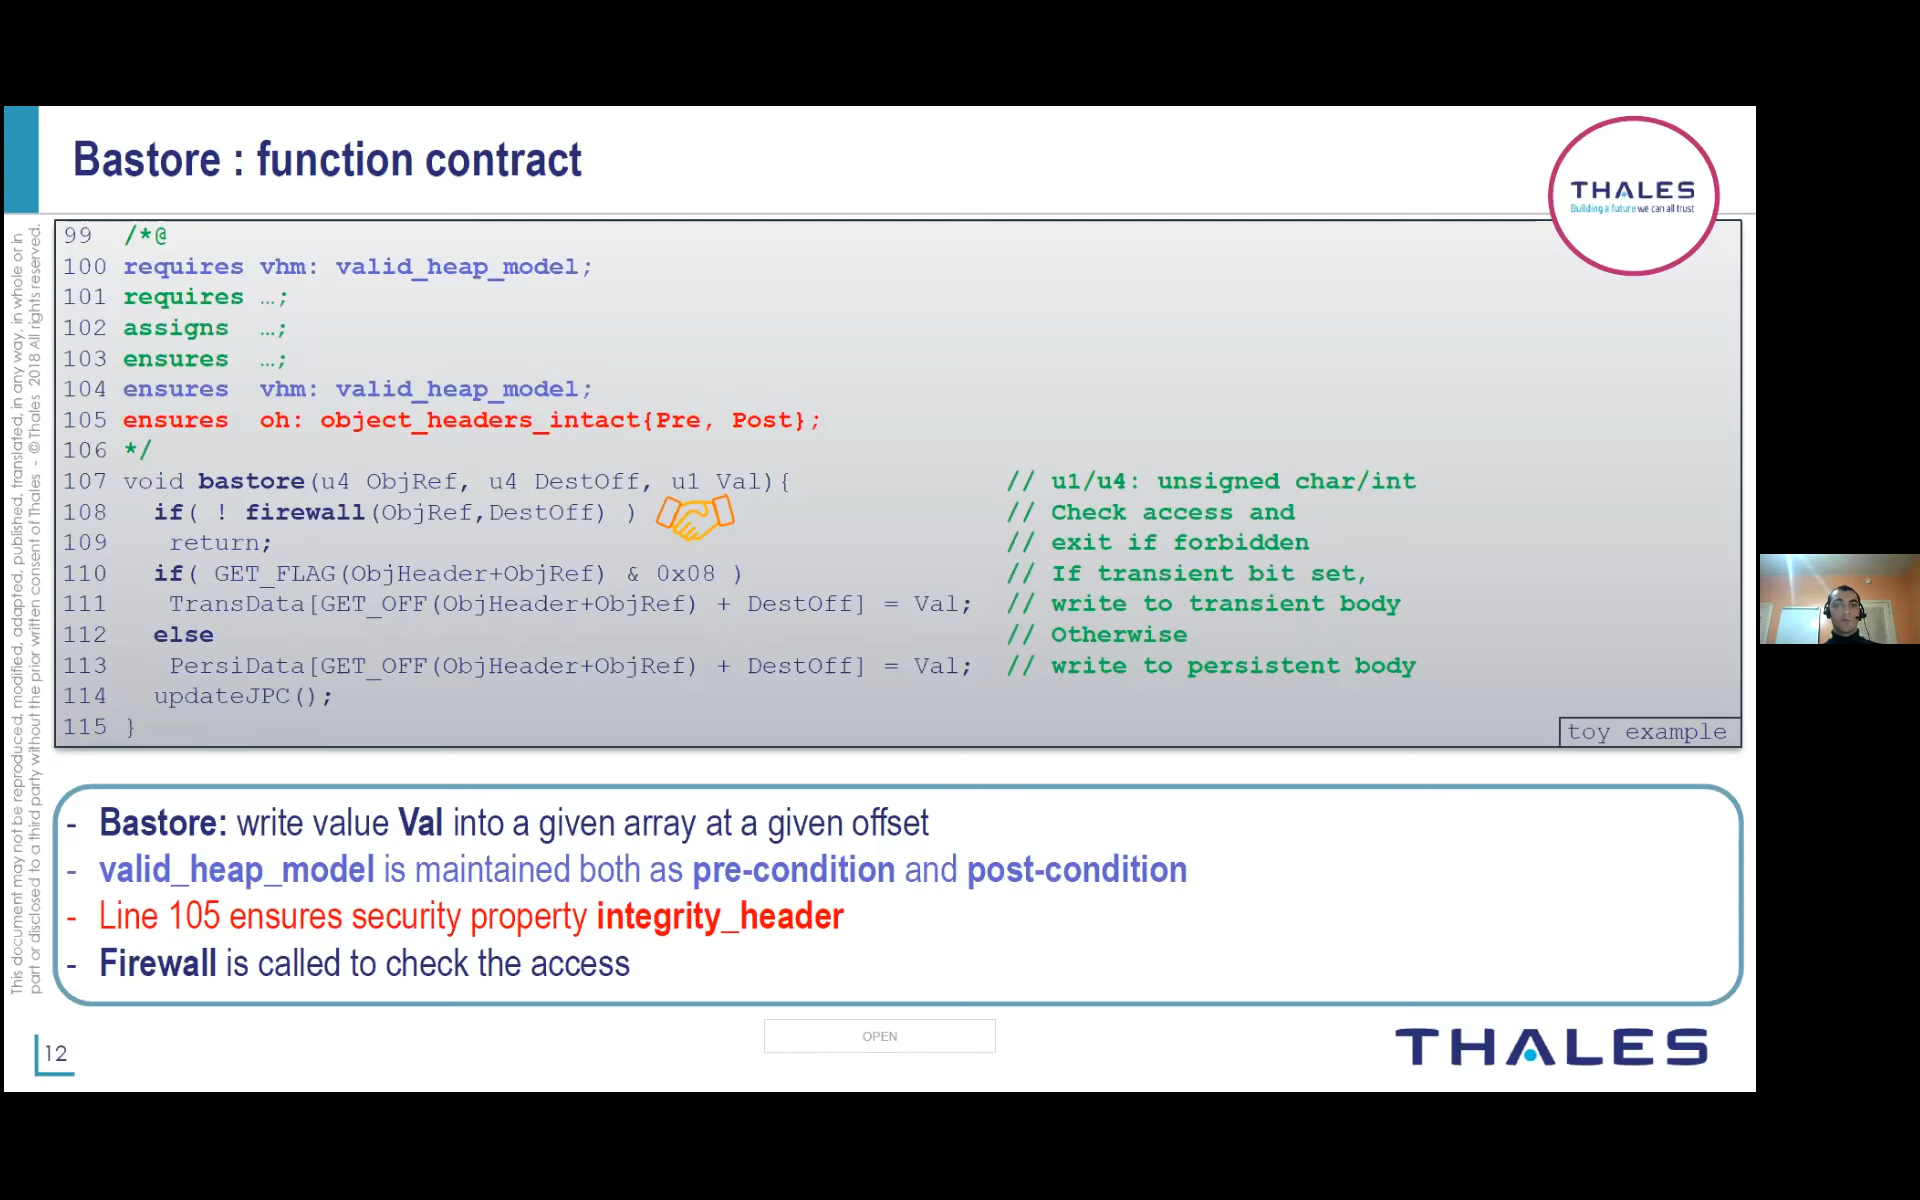 Bastore : function contract
THALES
Building a future we can all trust
99 /*@
100 requires vhm: valid_heap_model;
101 requires …;
102 assigns …;
103 ensures …;
104 ensures vhm: valid_heap_model;
105 ensures oh: object_headers_intact{Pre, Post};
106 */
107 void bastore(u4 ObjRef, u4 DestOff, u1 Val){ // u1/u4: unsigned char/int
108 if( ! firewall(ObjRef,DestOff) ) // Check access and
109 return; // exit if forbidden
110 if( GET_FLAG(ObjHeader+ObjRef) & 0x08 ) // If transient bit set,
111 TransData[GET_OFF(ObjHeader+ObjRef) + DestOff] = Val; // write to transient body
112 else // Otherwise
113 PersiData[GET_OFF(ObjHeader+ObjRef) + DestOff] = Val; // write to persistent body
114 updateJPC();
115 }
toy example
- Bastore: write value Val into a given array at a given offset
- valid_heap_model is maintained both as pre-condition and post-condition
- Line 105 ensures security property integrity_header
- Firewall is called to check the access
This document may not be reproduced, modified, adapted, published, translated, in any way, in whole or in
part or disclosed to a third party without the prior written consent of Thales - © Thales 2018 All rights reserved.
12
OPEN
THALES